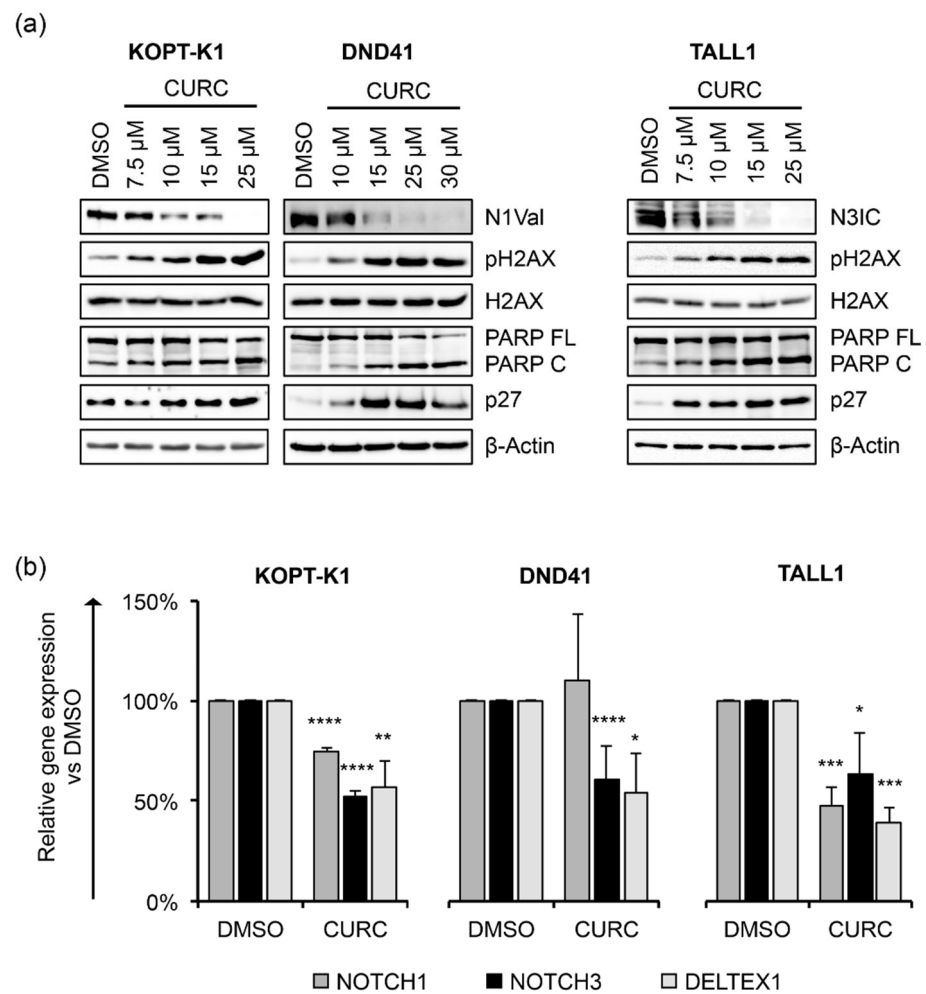 (a)
KOPT-K1 DND41 TALL1
CURC CURC CURC
DMSO 7.5 µM 10 µM 15 µM 25 µM DMSO 10 µM 15 µM 25 µM 30 µM DMSO 7.5 µM 10 µM 15 µM 25 µM
N1Val N3IC
pH2AX pH2AX
H2AX H2AX
PARP FL PARP FL
PARP C PARP C
p27 p27
β-Actin β-Actin
(b)
KOPT-K1 DND41 TALL1
Relative gene expression
vs DMSO
150%
100%
50%
0%
**** **** **
**** *
*** * ***
DMSO CURC DMSO CURC DMSO CURC
NOTCH1 NOTCH3 DELTEX1